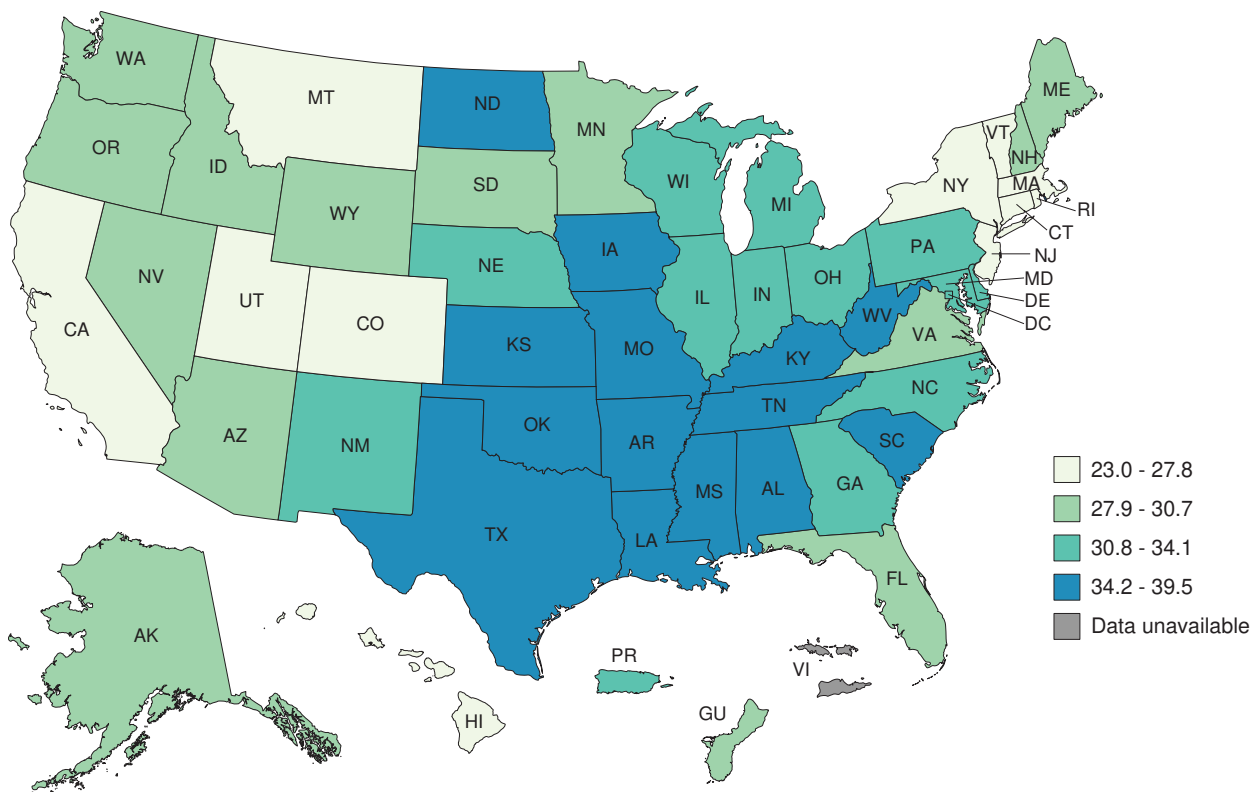 WA
MT
ND
MN
ME
OR
ID
SD
WI
VT
NH
WY
MI
NY
MA
RI
CT
NV
UT
NE
IA
PA
NJ
CA
CO
IL
IN
OH
MD
DE
DC
KS
MO
WV
VA
KY
AZ
NM
OK
AR
TN
NC
SC
TX
LA
MS
AL
GA
FL
AK
HI
PR
VI
GU
23.0 - 27.8
27.9 - 30.7
30.8 - 34.1
34.2 - 39.5
Data unavailable